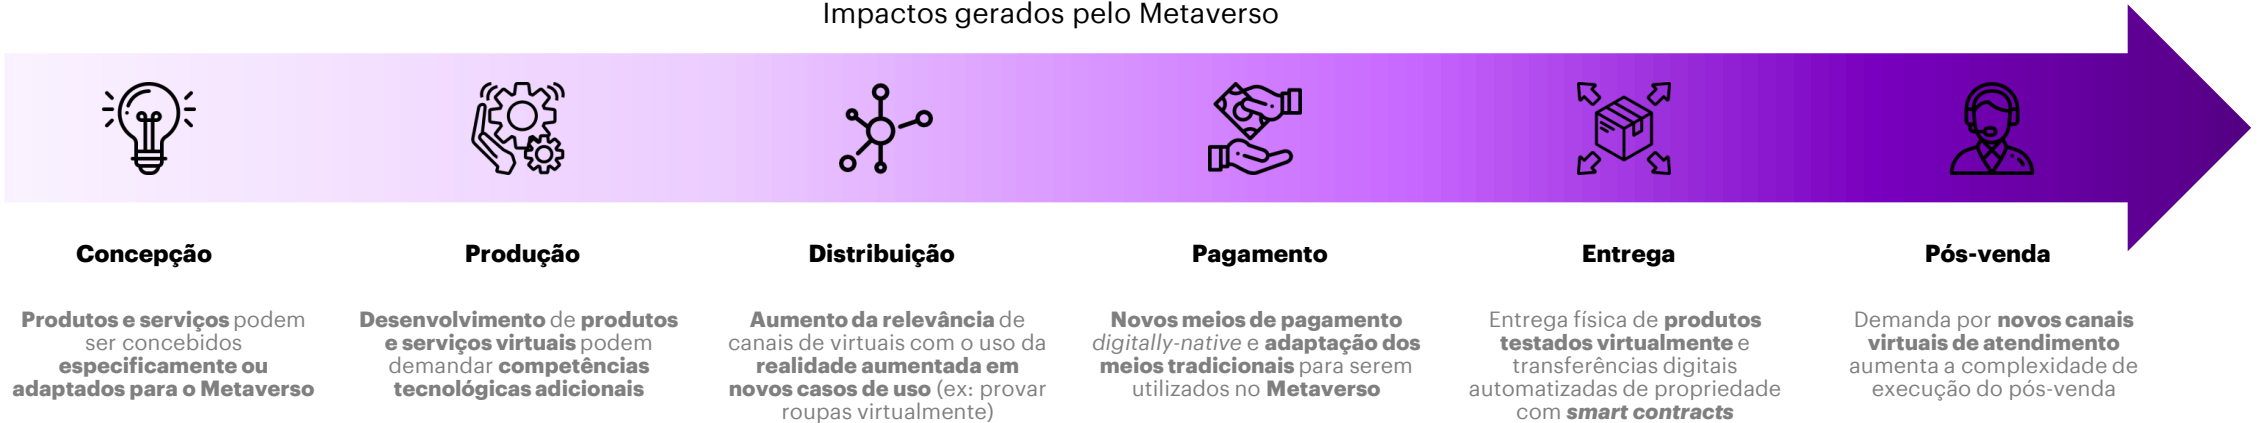 Impactos gerados pelo Metaverso
Concepção
Produtos e serviços podem
ser concebidos
especificamente ou
adaptados para o Metaverso
Produção
Desenvolvimento de produtos
e serviços virtuais podem
demandar competências
tecnológicas adicionais
Distribuição
Aumento da relevância de
canais de virtuais com o uso da
realidade aumentada em
novos casos de uso (ex: provar
roupas virtualmente)
Pagamento
Novos meios de pagamento
digitally-native e adaptação dos
meios tradicionais para serem
utilizados no Metaverso
Entrega
Entrega física de produtos
testados virtualmente e
transferências digitais
automatizadas de propriedade
com smart contracts
Pós-venda
Demanda por novos canais
virtuais de atendimento
aumenta a complexidade de
execução do pós-venda